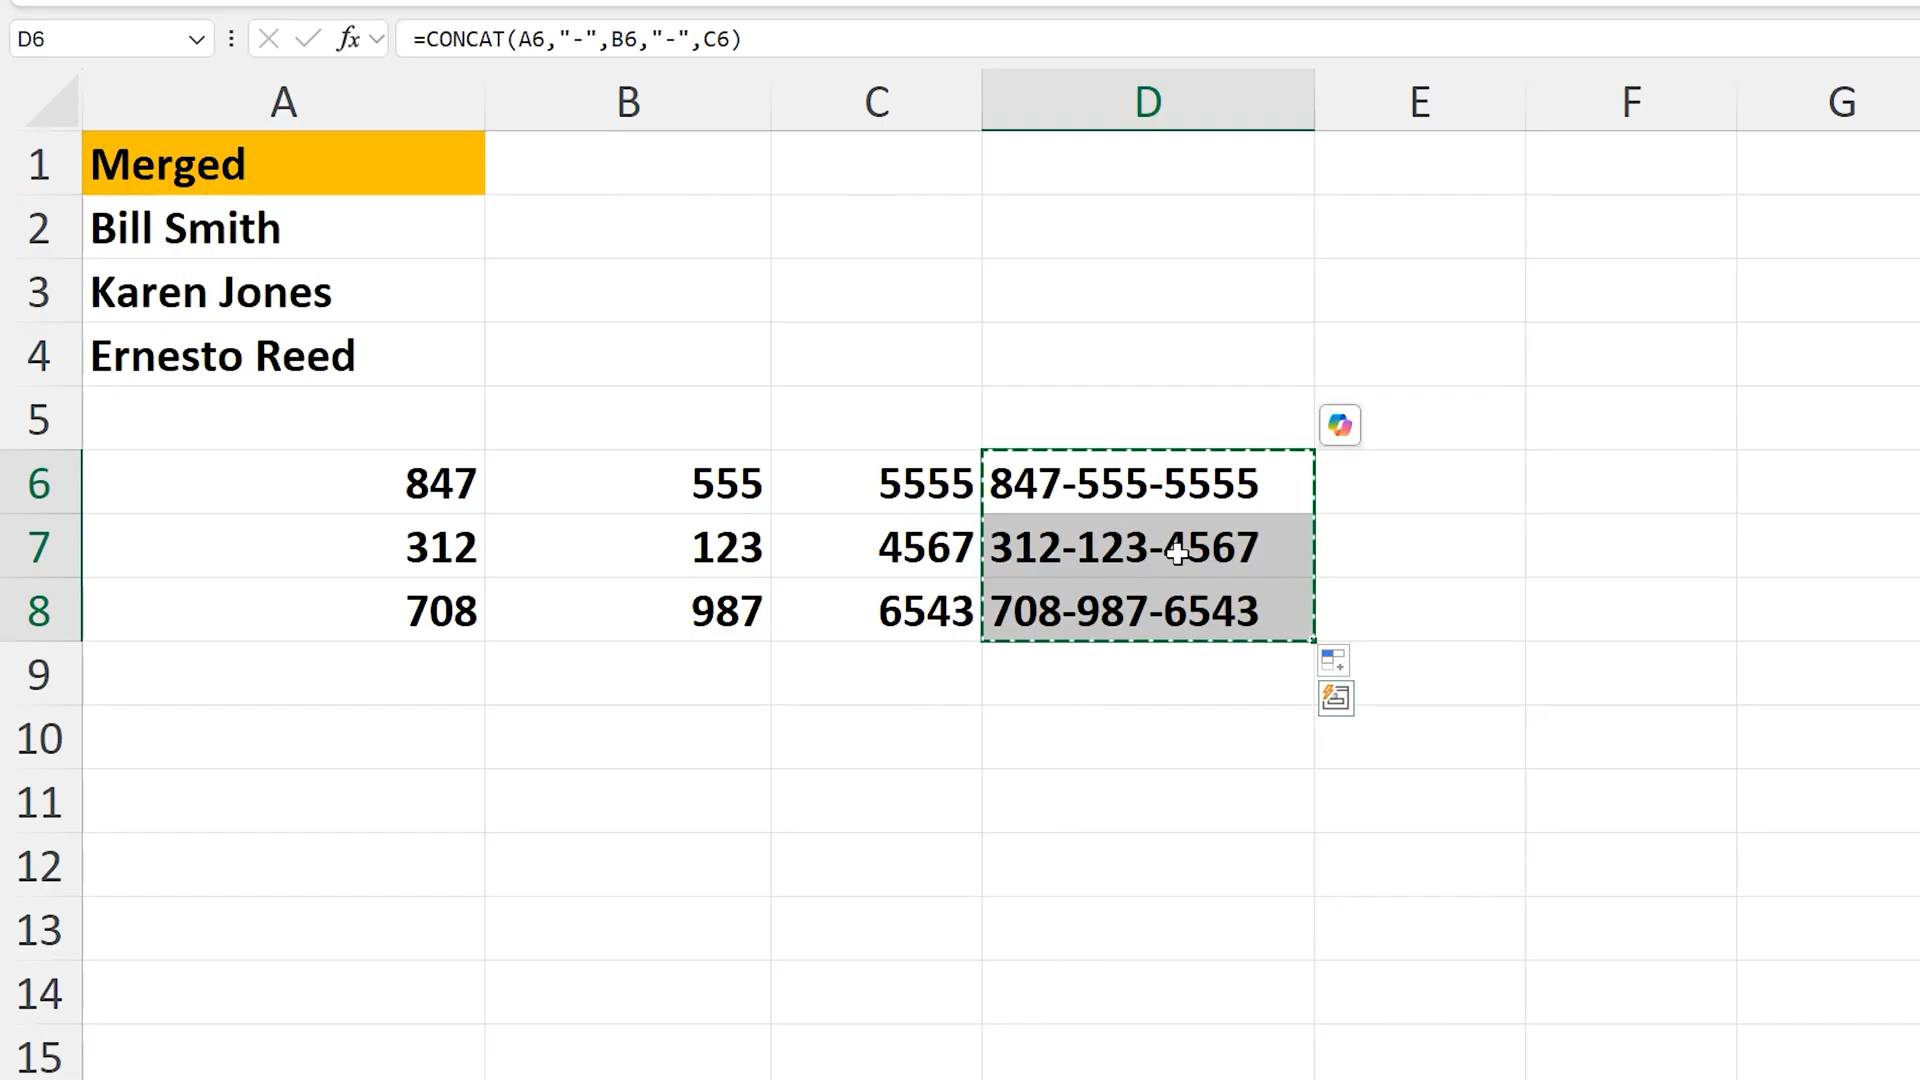 D6 fx =CONCAT(A6,"-",B6,"-",C6)
A B C D E F G
1 Merged
2 Bill Smith
3 Karen Jones
4 Ernesto Reed
5
6 847 555 5555 847-555-5555
7 312 123 4567 312-123-4567
8 708 987 6543 708-987-6543
9
10
11
12
13
14
15